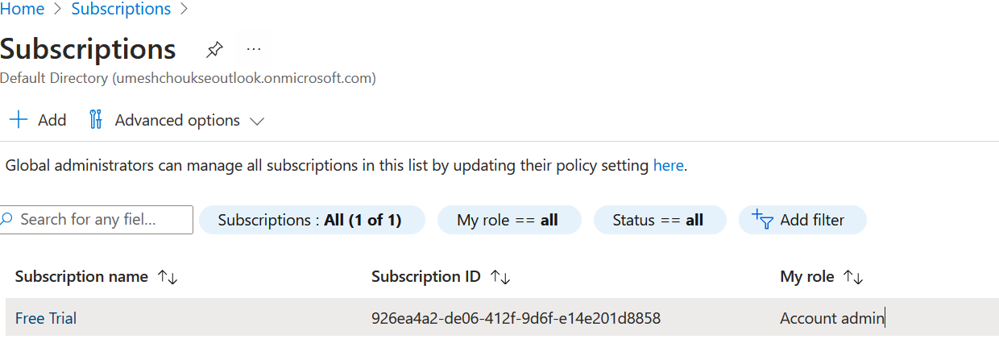 Home > Subscriptions >
Subscriptions ...
Default Directory (umeshchoukseoutlook.onmicrosoft.com)
+ Add Advanced options
Global administrators can manage all subscriptions in this list by updating their policy setting here.
Search for any fiel... Subscriptions : All (1 of 1) My role == all Status == all Add filter
Subscription name ↑↓ Subscription ID ↑↓ My role ↑↓
Free Trial 926ea4a2-de06-412f-9d6f-e14e201d8858 Account admin